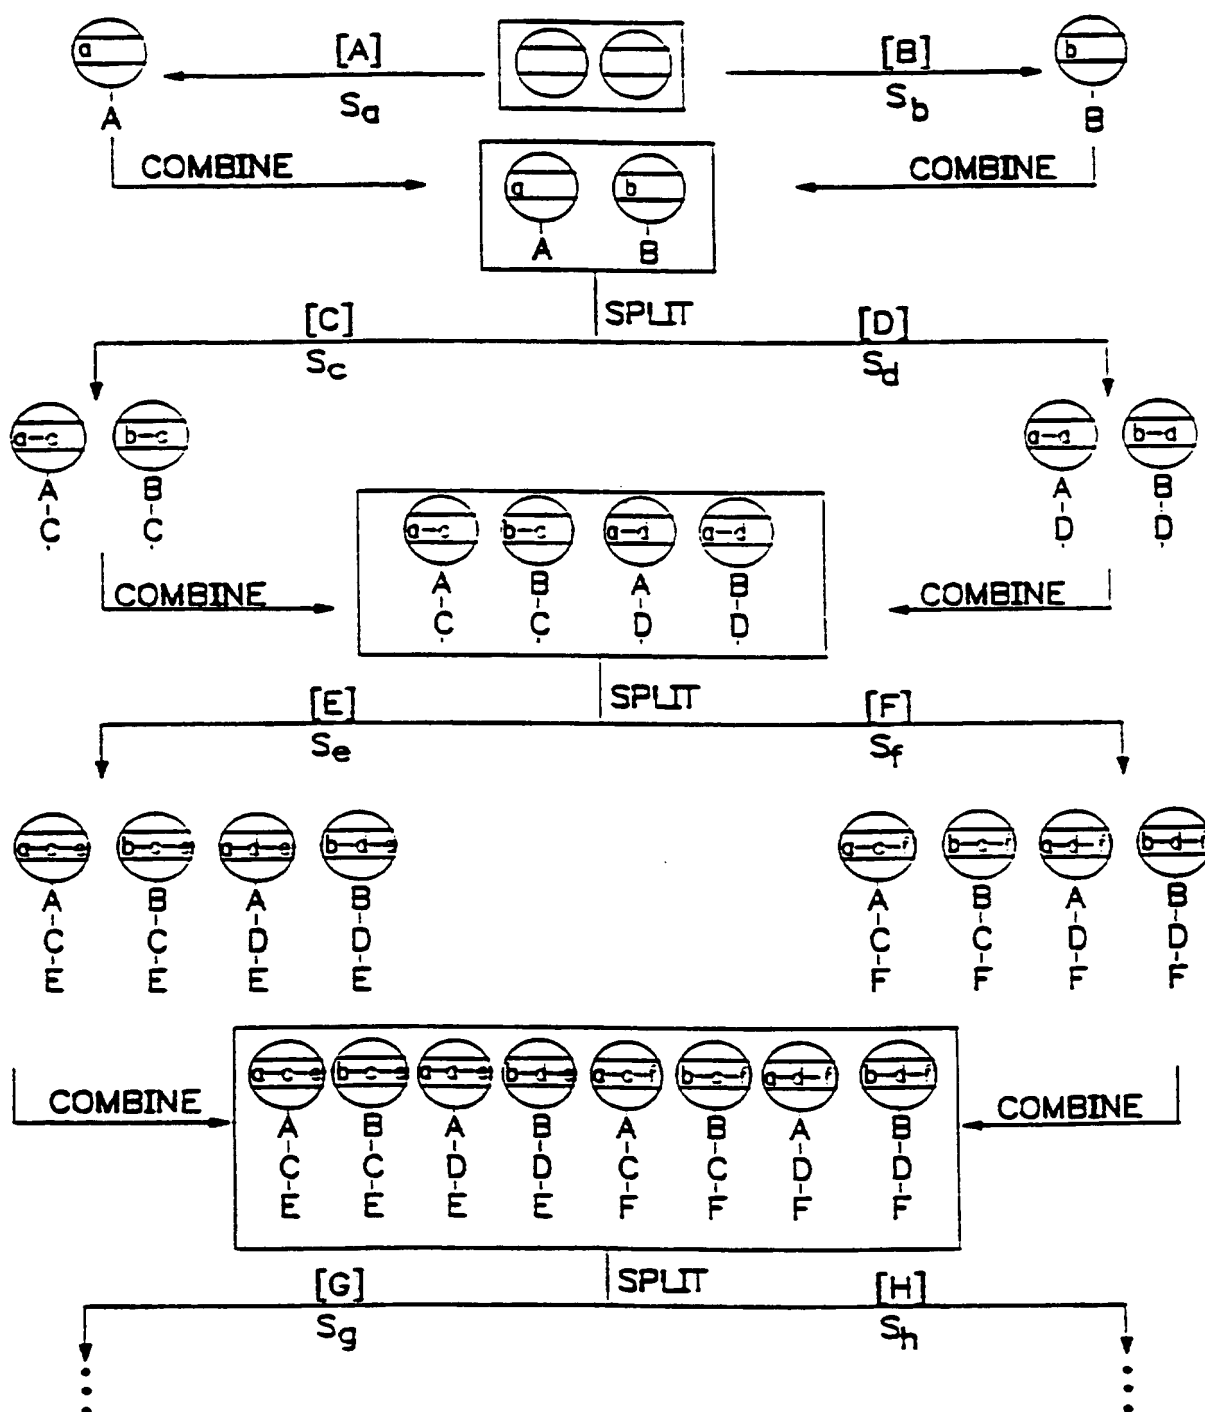 [A] [B]
a b
Sa Sb
A B
COMBINE COMBINE
a b
A B
SPLIT
[C] [D]
Sc Sd
a-c b-c a-d b-d
A B A B
C C D D
a-c b-c a-d a-d
A B A B
C C D D
COMBINE COMBINE
SPLIT
[E] [F]
Se Sf
a-c-e b-c-e a-d-e b-d-e a-c-f b-c-f a-d-f b-d-f
A B A B A B A B
C C D D C C D D
E E E E F F F F
a-c-e b-c-e a-d-e b-d-e a-c-f b-c-f a-d-f b-d-f
COMBINE COMBINE
A B A B A B A B
C C D D C C D D
E E E E F F F F
SPLIT
[G] [H]
Sg Sh